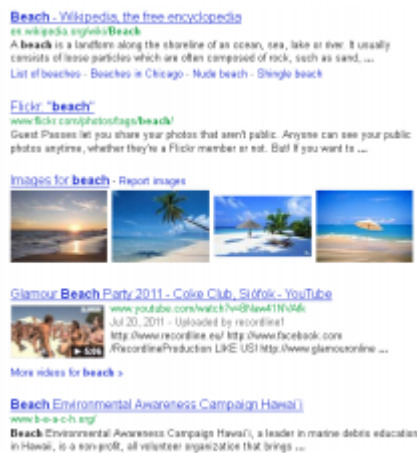 Beach - Wikipedia, the free encyclopedia
en.wikipedia.org/wiki/Beach
A beach is a landform along the shoreline of an ocean, sea, lake or river. It usually
consists of loose particles which are often composed of rock, such as sand, ...
List of beaches - Beaches in Chicago - Nude beach - Shingle beach
Flickr: "beach"
www.flickr.com/photos/tags/beach/
Guest Passes let you share your photos that aren't public. Anyone can see your public
photos anytime, whether they're a Flickr member or not. But! If you want to ...
Images for beach - Report images
Glamour Beach Party 2011 - Coke Club, Siófok - YouTube
Jul 20, 2011 - Uploaded by recordline1
http://www.recordline.eu/ http://www.facebook.com
/RecordlineProduction LIKE US! http://www.glamouronline ...
More videos for beach »
Beach Environmental Awareness Campaign Hawai'i
www.b-e-a-c-h.org/
Beach Environmental Awareness Campaign Hawai'i, a leader in marine debris education
in Hawaii, is a non-profit, all volunteer organization that brings ...